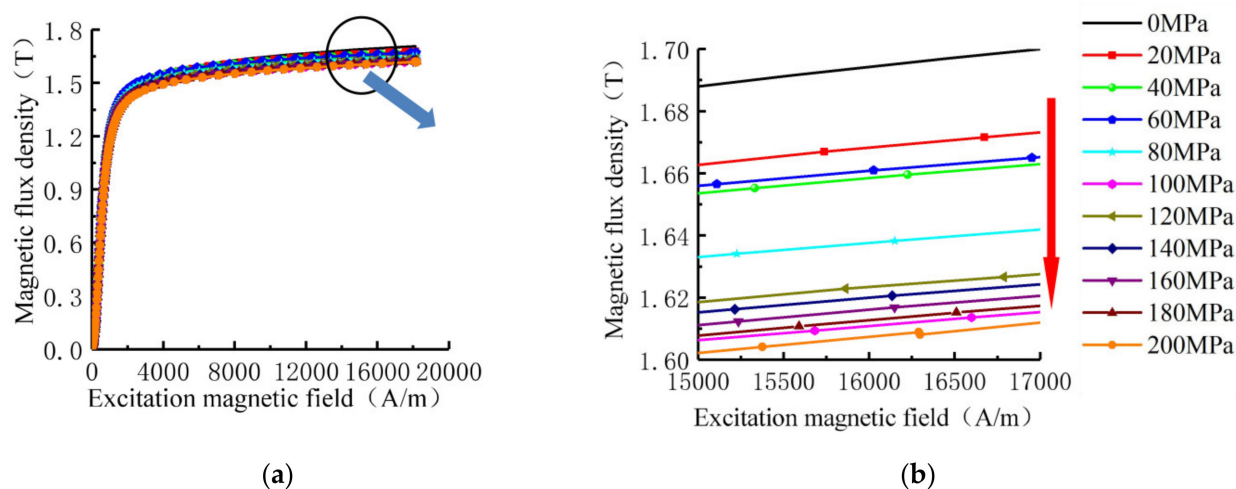 1.8
1.5
1.2
0.9
0.6
0.3
0.0
Magnetic flux density（T）
0 4000 8000 12000 16000 20000
Excitation magnetic field（A/m）
(a)
1.70
1.68
1.66
1.64
1.62
1.60
Magnetic flux density（T）
15000 15500 16000 16500 17000
Excitation magnetic field（A/m）
(b)
0MPa
20MPa
40MPa
60MPa
80MPa
100MPa
120MPa
140MPa
160MPa
180MPa
200MPa